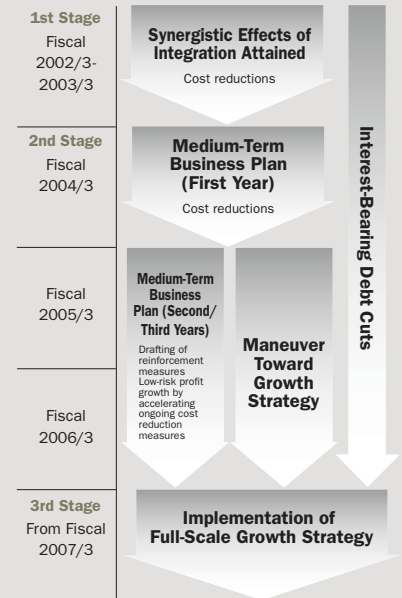 1st Stage
Fiscal
2002/3-
2003/3
Synergistic Effects of
Integration Attained
Cost reductions
2nd Stage
Fiscal
2004/3
Medium-Term
Business Plan
(First Year)
Cost reductions
Interest-Bearing Debt Cuts
Fiscal
2005/3
Medium-Term
Business
Plan (Second/
Third Years)
Drafting of
reinforcement
measures
Low-risk profit
growth by
accelerating
ongoing cost
reduction
measures
Maneuver
Toward
Growth
Strategy
Fiscal
2006/3
3rd Stage
From Fiscal
2007/3
Implementation of
Full-Scale Growth Strategy